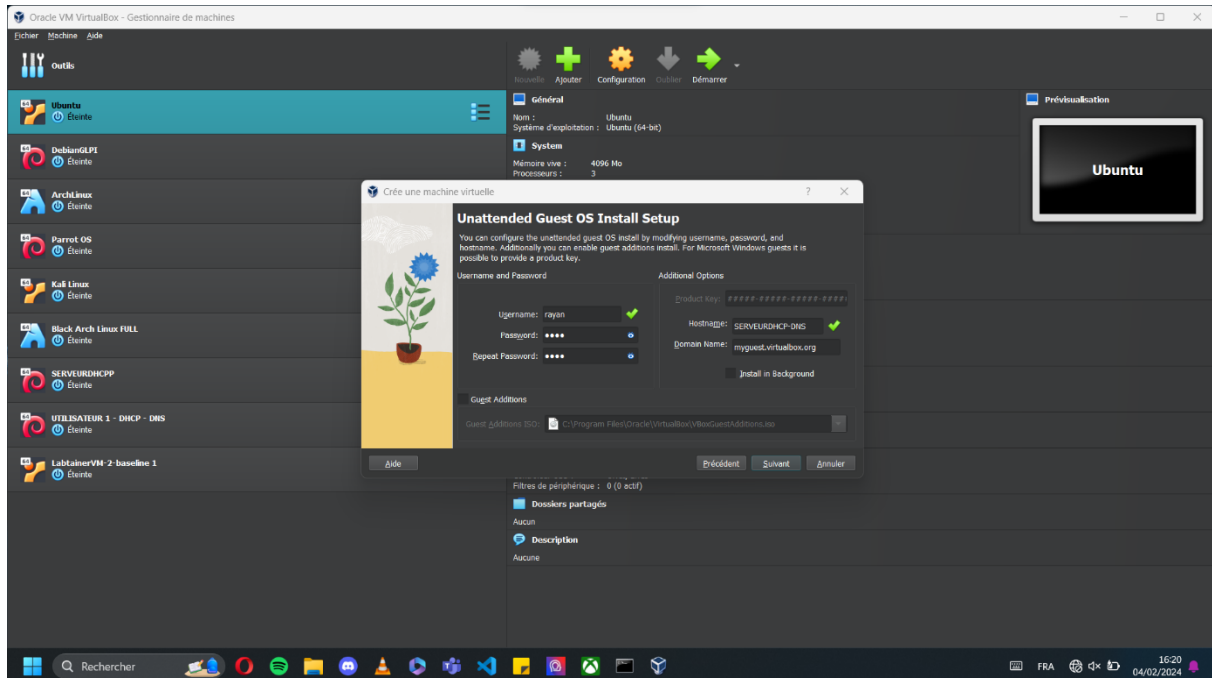 Oracle VM VirtualBox - Gestionnaire de machines
Fichier Machine Aide
Outils
Nouvelle Ajouter Configuration Oublier Démarrer
Ubuntu
Éteinte
DebianGLPI
Éteinte
ArchLinux
Éteinte
Parrot OS
Éteinte
Kali Linux
Éteinte
Black Arch Linux FULL
Éteinte
SERVEURDHCPP
Éteinte
UTILISATEUR 1 - DHCP - DNS
Éteinte
LabtainerVM-2-baseline 1
Éteinte
Général
Nom : Ubuntu
Système d'exploitation : Ubuntu (64-bit)
System
Mémoire vive : 4096 Mo
Processeurs : 3
Prévisualisation
Ubuntu
Crée une machine virtuelle
Unattended Guest OS Install Setup
You can configure the unattended guest OS install by modifying username, password, and
hostname. Additionally you can enable guest additions install. For Microsoft Windows guests it is
possible to provide a product key.
Username and Password
Username: rayan
Password: ••••
Repeat Password: ••••
Additional Options
Product Key: #####-#####-#####-####
Hostname: SERVEURDHCP-DNS
Domain Name: myguest.virtualbox.org
Install in Background
Guest Additions
Guest Additions ISO: C:\Program Files\Oracle\VirtualBox\VBoxGuestAdditions.iso
Aide Précédent Suivant Annuler
Filtres de périphérique : 0 (0 actif)
Dossiers partagés
Aucun
Description
Aucune
Rechercher
FRA
16:20
04/02/2024